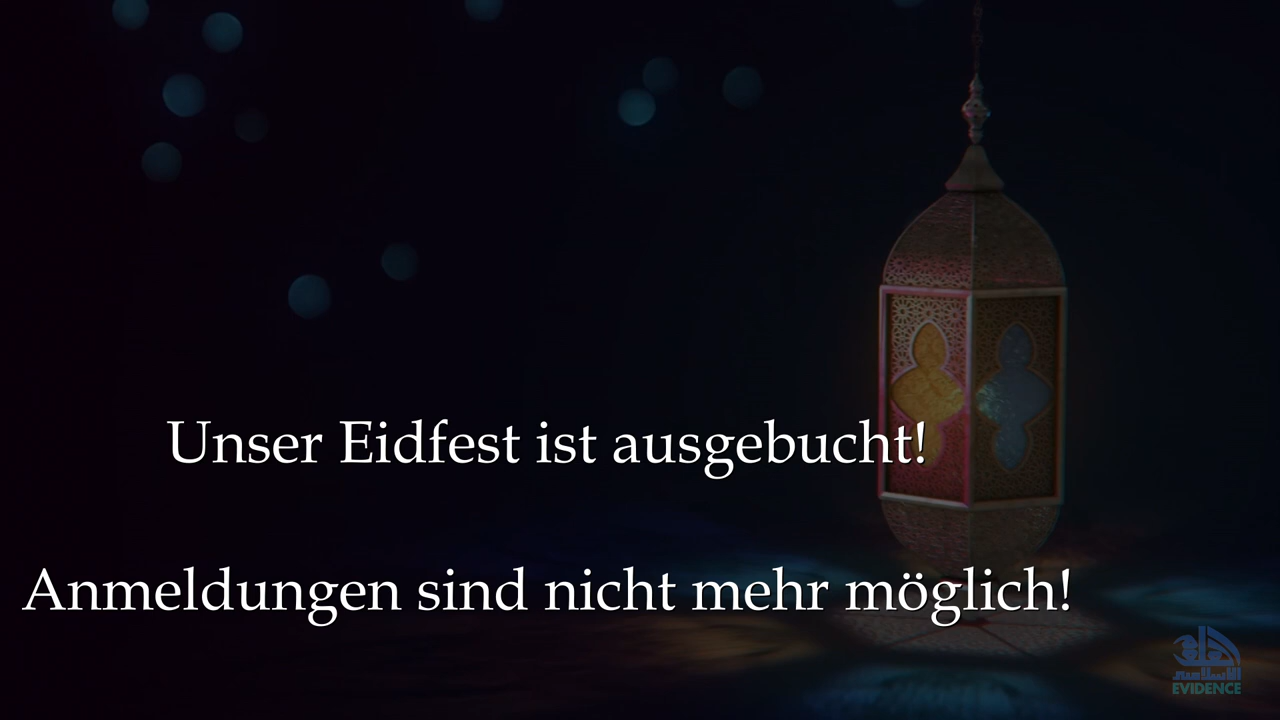 Unser Eidfest ist ausgebucht!
Anmeldungen sind nicht mehr möglich!
EVIDENCE